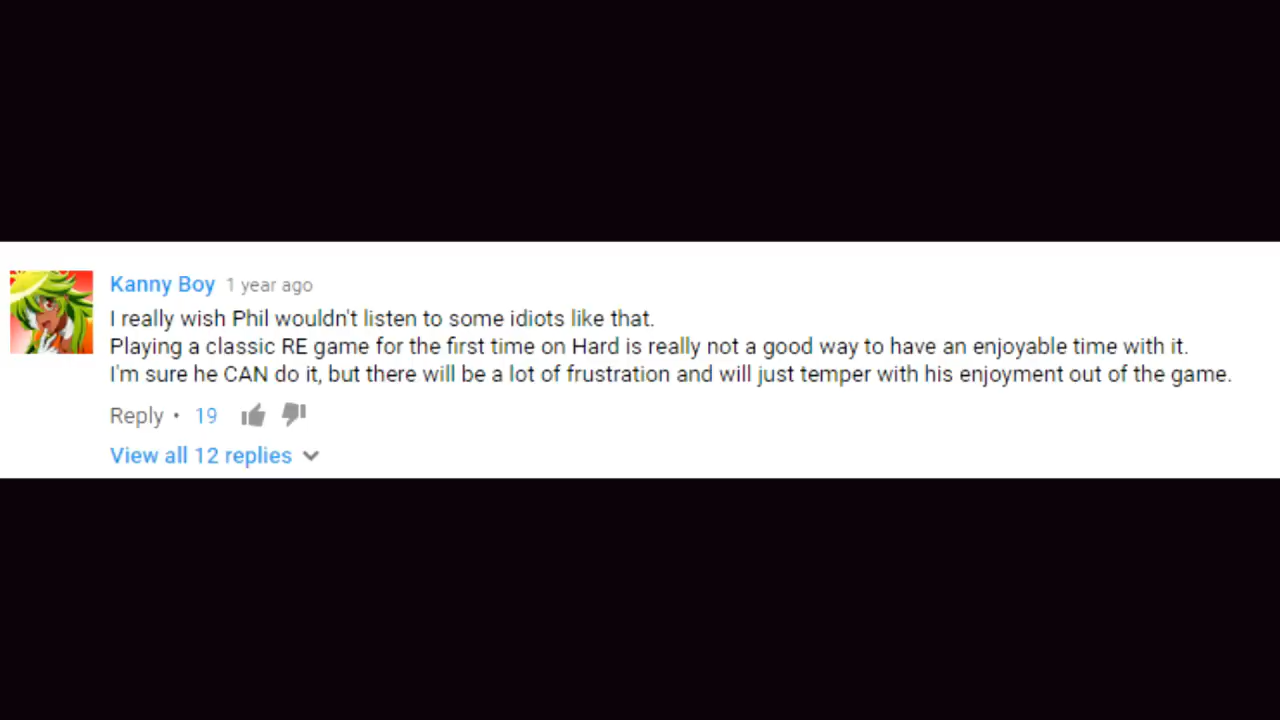 Kanny Boy 1 year ago
I really wish Phil wouldn't listen to some idiots like that.
Playing a classic RE game for the first time on Hard is really not a good way to have an enjoyable time with it.
I'm sure he CAN do it, but there will be a lot of frustration and will just temper with his enjoyment out of the game.
Reply • 19
View all 12 replies